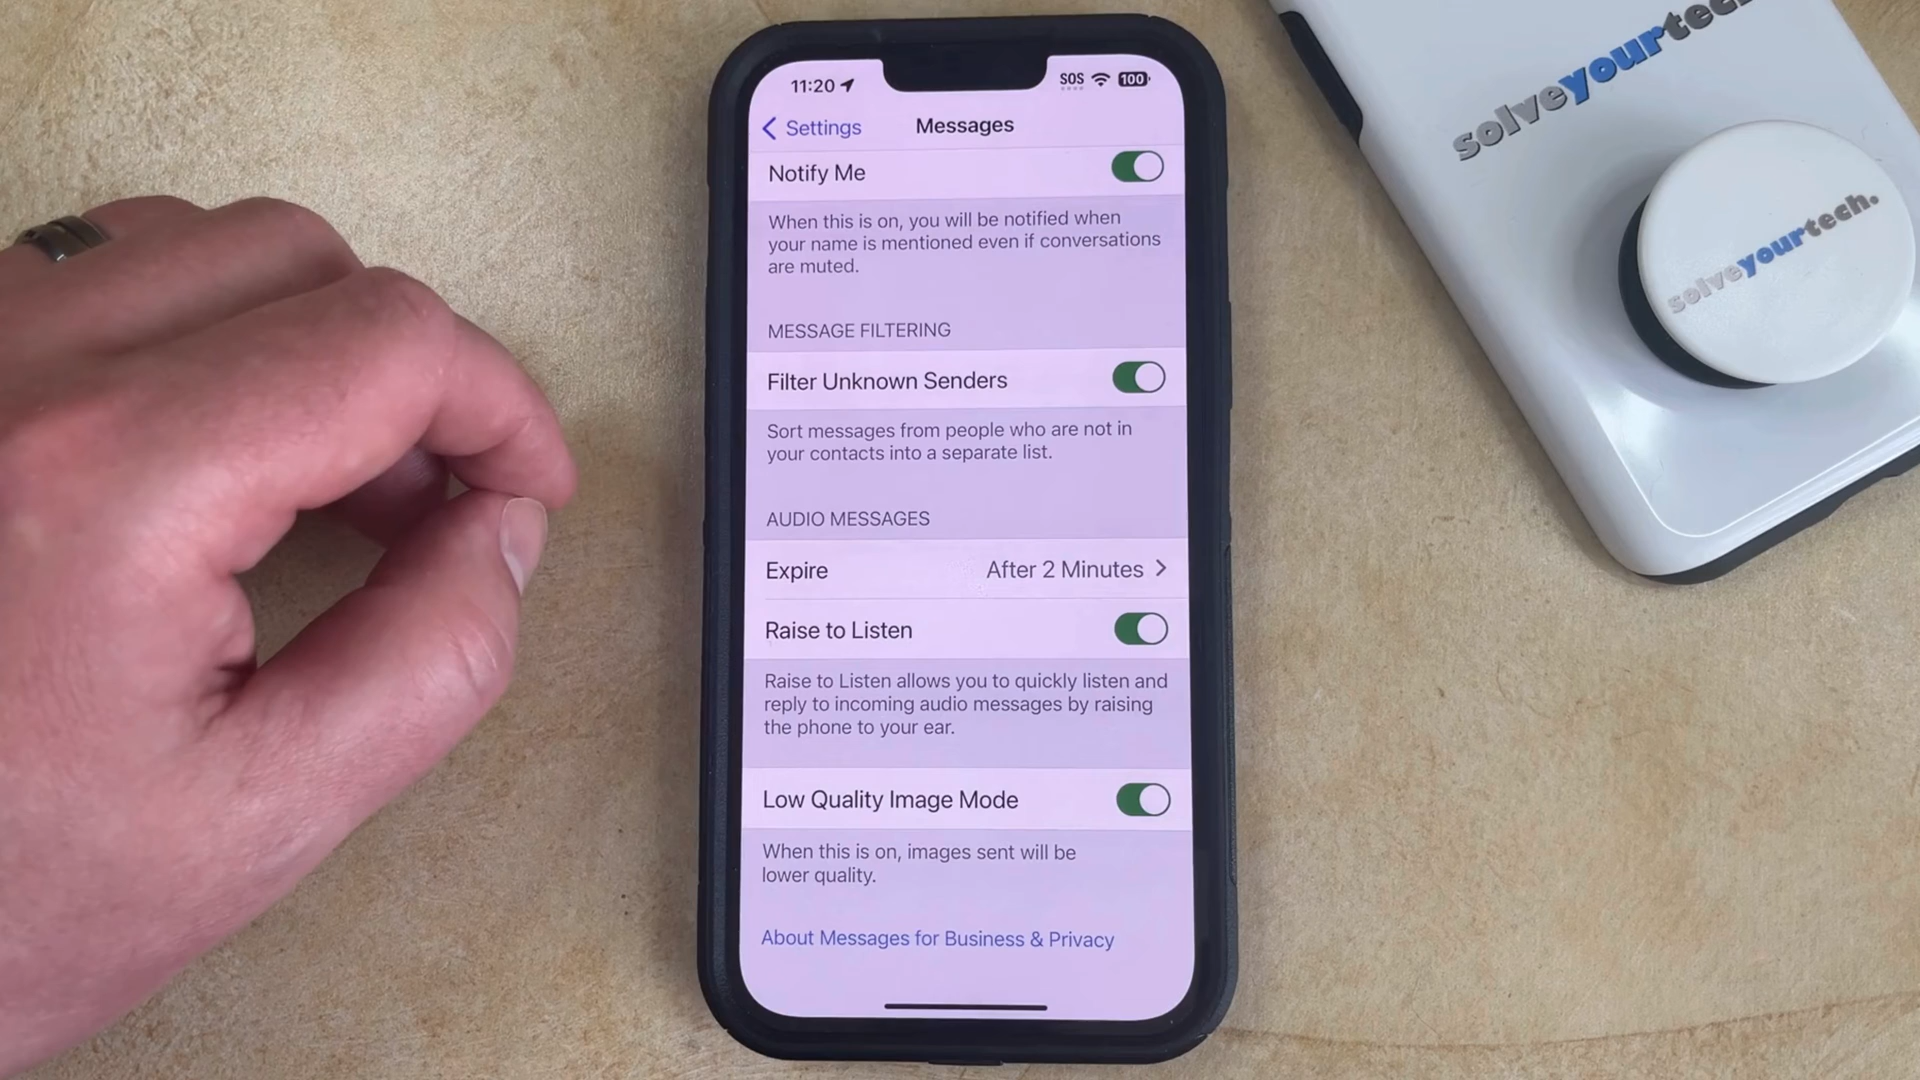 11:20
SOS 100
Settings
Messages
Notify Me
When this is on, you will be notified when
your name is mentioned even if conversations
are muted.
MESSAGE FILTERING
Filter Unknown Senders
Sort messages from people who are not in
your contacts into a separate list.
AUDIO MESSAGES
Expire After 2 Minutes
Raise to Listen
Raise to Listen allows you to quickly listen and
reply to incoming audio messages by raising
the phone to your ear.
Low Quality Image Mode
When this is on, images sent will be
lower quality.
About Messages for Business & Privacy
solveyourtech.
solveyourtech.